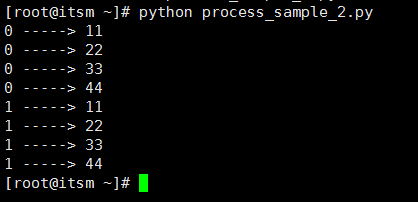 [root@itsm ~]# python process_sample_2.py
0 -----> 11
0 -----> 22
0 -----> 33
0 -----> 44
1 -----> 11
1 -----> 22
1 -----> 33
1 -----> 44
[root@itsm ~]#